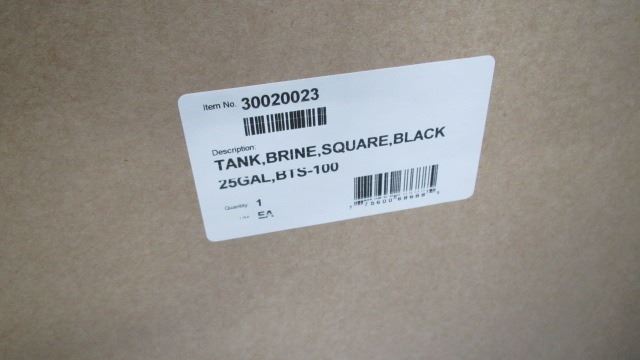 Item No. 30020023
Description:
TANK,BRINE,SQUARE,BLACK
25GAL,BTS-100
Quantity 1
EA